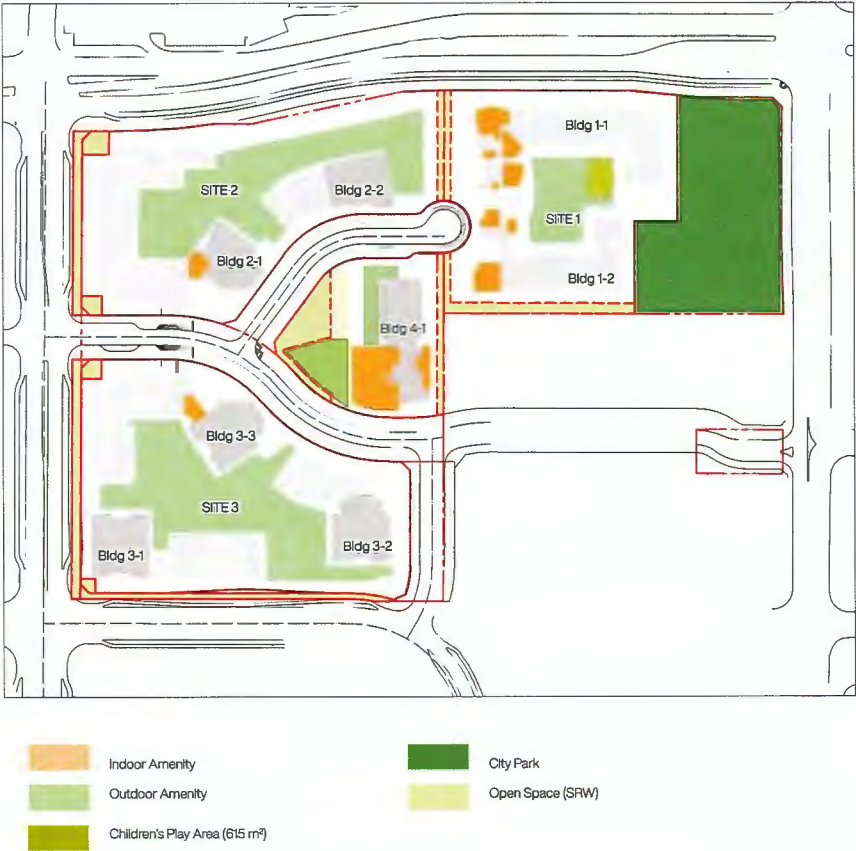 Bldg 1-1
SITE 2
Bldg 2-2
SITE 1
Bldg 2-1
Bldg 1-2
Bldg 4-1
Bldg 3-3
SITE 3
Bldg 3-2
Bldg 3-1
Indoor Amenity
City Park
Outdoor Amenity
Open Space (SRW)
Children's Play Area (615 m²)